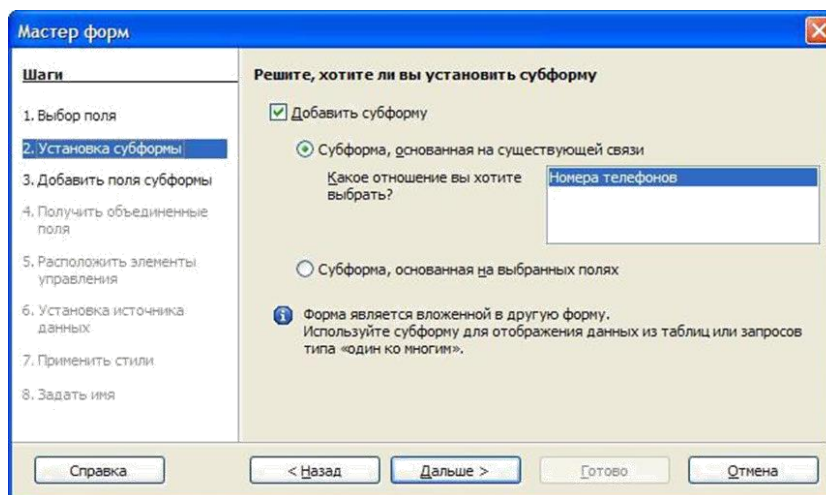 Мастер форм
Шаги
1. Выбор поля
2. Установка субформы
3. Добавить поля субформы
4. Получить объединенные
поля
5. Расположить элементы
управления
6. Установка источника
данных
7. Применить стили
8. Задать имя
Решите, хотите ли вы установить субформу
Добавить субформу
Субформа, основанная на существующей связи
Какое отношение вы хотите
выбрать?
Номера телефонов
Субформа, основанная на выбранных полях
Форма является вложенной в другую форму.
Используйте субформу для отображения данных из таблиц или запросов
типа «один ко многим».
Справка
< Назад
Дальше >
Готово
Отмена